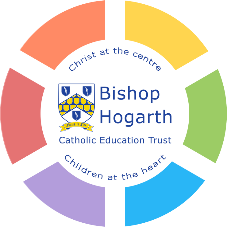 Christ at the centre
Bishop
Hogarth
Catholic Education Trust
Children at the heart